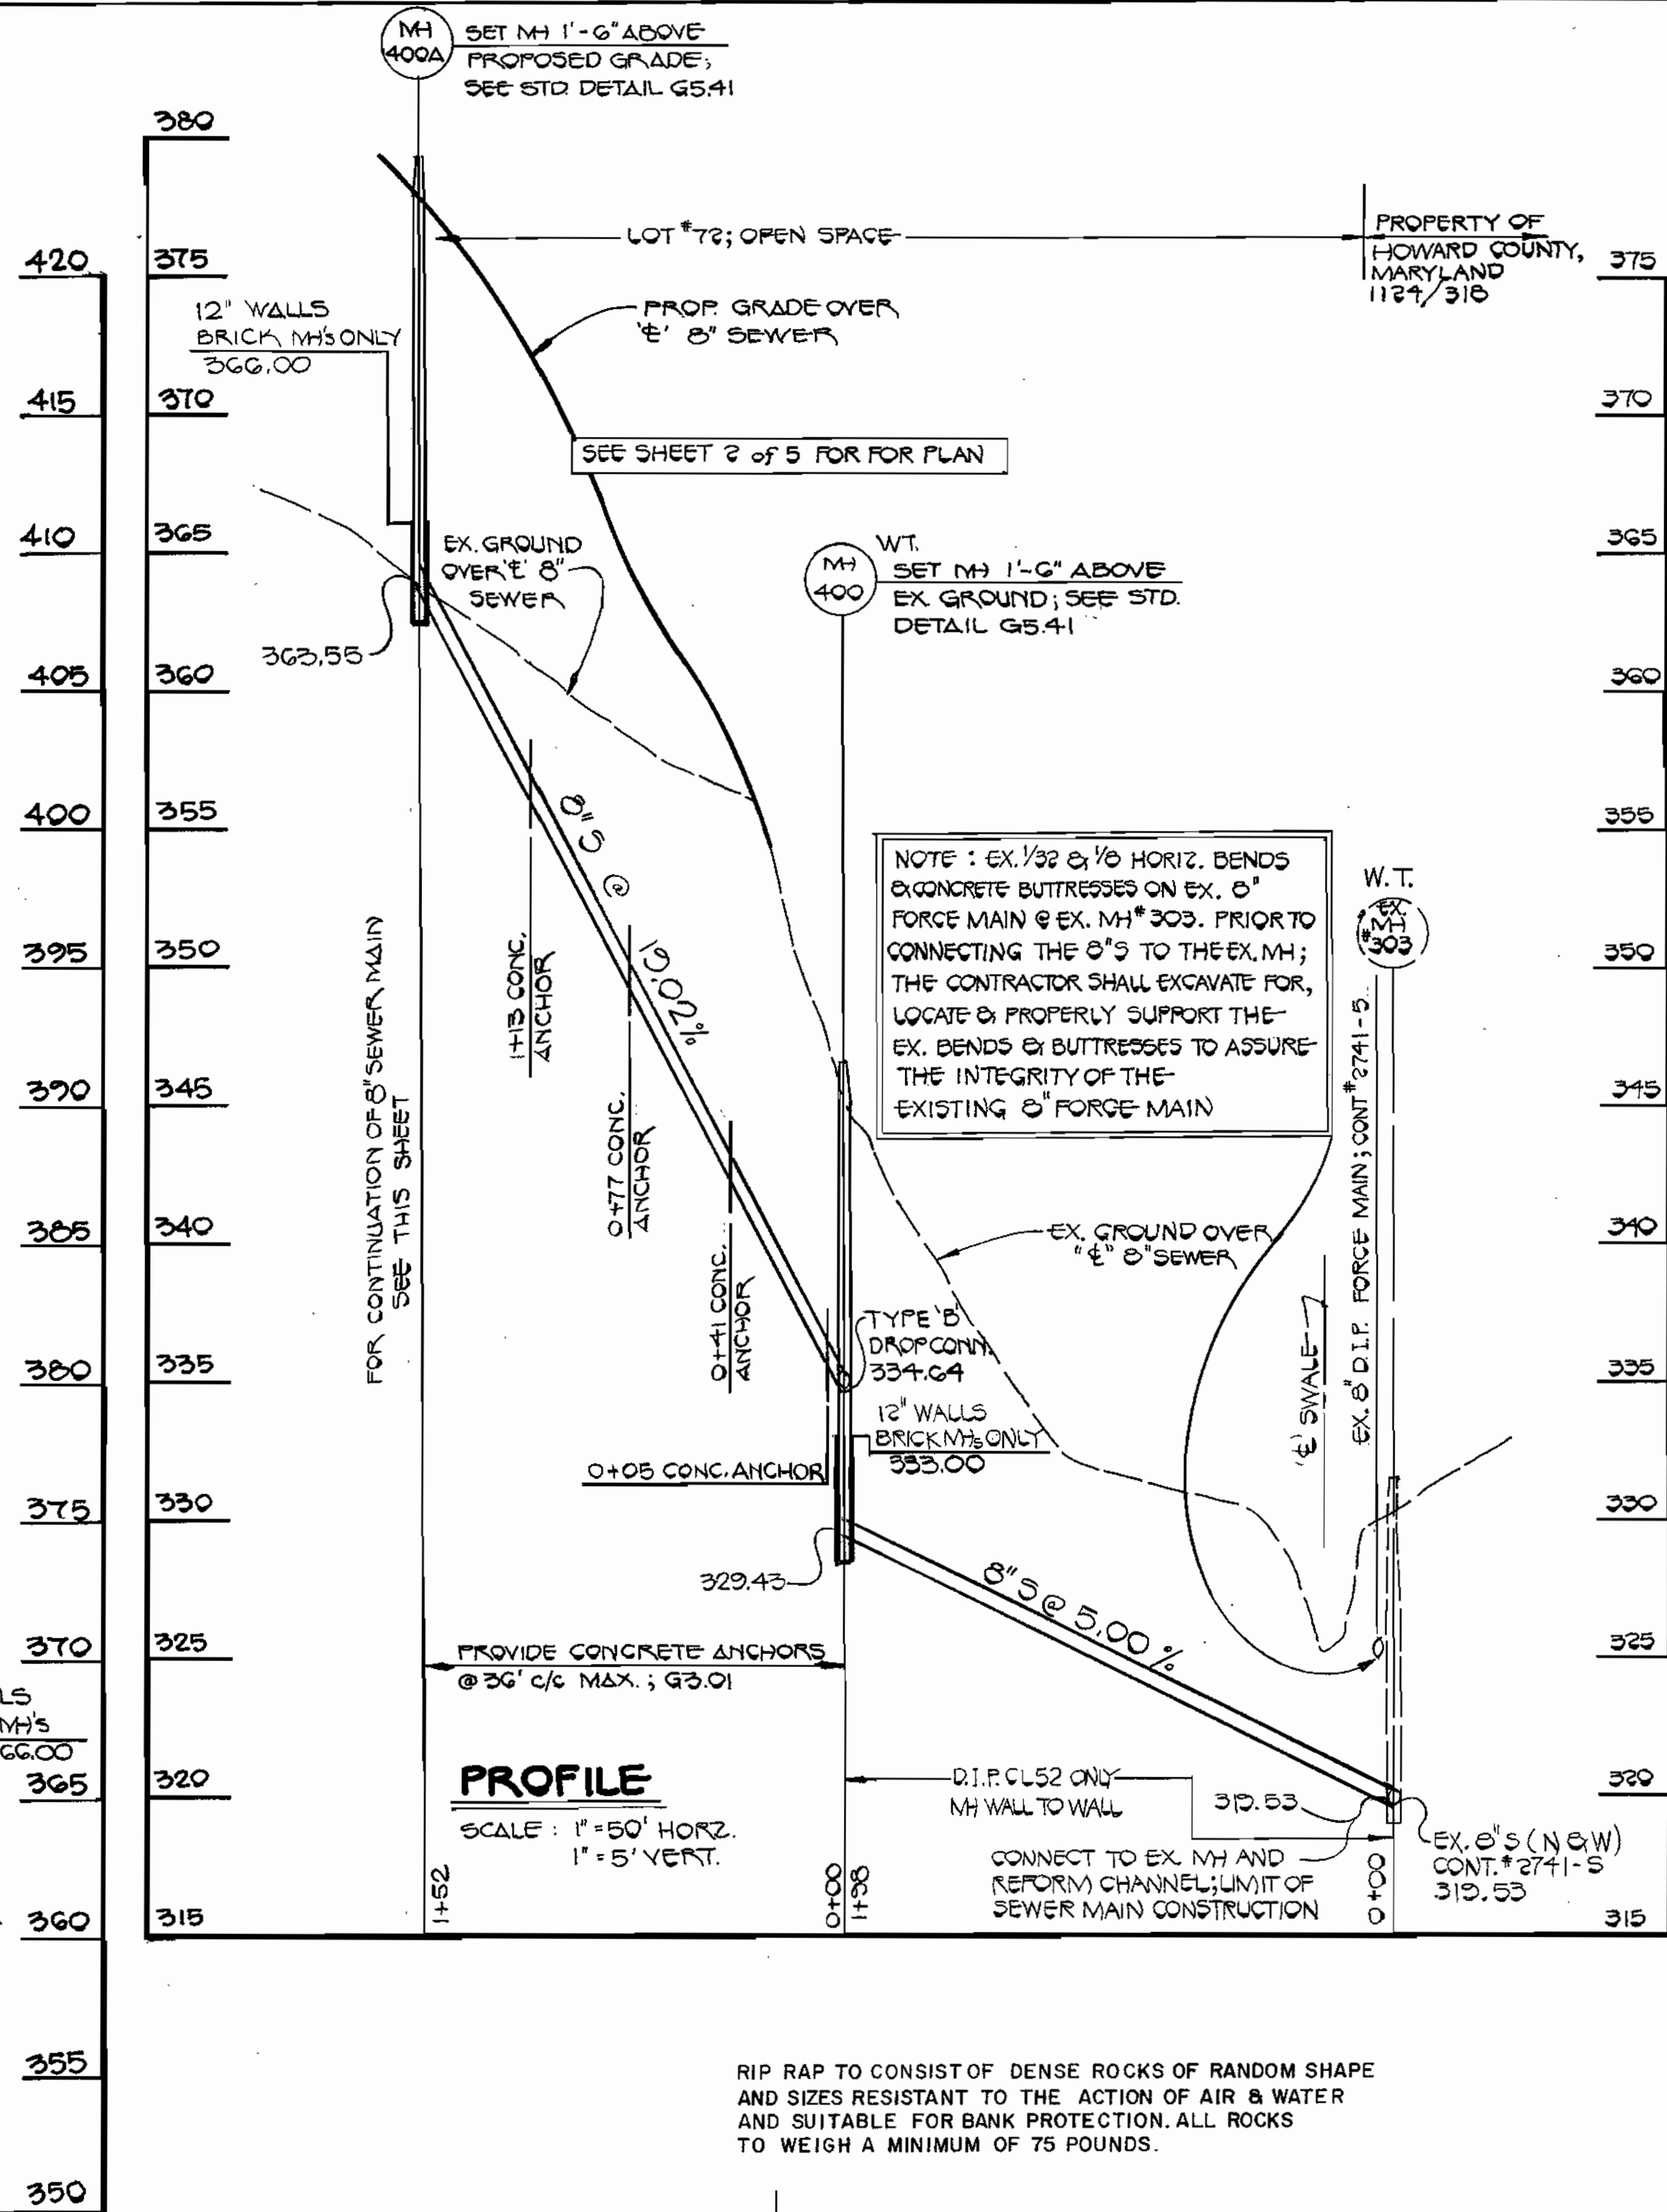 MH
400A
SET MH 1'-6" ABOVE
PROPOSED GRADE;
SEE STD. DETAIL G5.41
380
375
370
365
360
355
350
345
340
335
330
325
320
315
420
415
410
405
400
395
390
385
380
375
370
365
360
355
350
LS
MH'S
66.00
12" WALLS
BRICK MH'S ONLY
366.00
LOT #72; OPEN SPACE
PROPERTY OF
HOWARD COUNTY,
MARYLAND
1124/318
PROP. GRADE OVER
'℄' 8" SEWER
SEE SHEET 2 of 5 FOR FOR PLAN
EX. GROUND
OVER '℄' 8"
SEWER
363.55
MH
400
WT.
SET MH 1'-6" ABOVE
EX. GROUND; SEE STD.
DETAIL G5.41
8" S @ 19.02%
1+13 CONC.
ANCHOR
0+77 CONC.
ANCHOR
0+41 CONC.
ANCHOR
0+05 CONC. ANCHOR
FOR CONTINUATION OF 8" SEWER MAIN
SEE THIS SHEET
NOTE : EX. 1/32 & 1/8 HORIZ. BENDS
& CONCRETE BUTTRESSES ON EX. 8"
FORCE MAIN @ EX. MH #303. PRIOR TO
CONNECTING THE 8"S TO THE EX. MH;
THE CONTRACTOR SHALL EXCAVATE FOR,
LOCATE & PROPERLY SUPPORT THE
EX. BENDS & BUTTRESSES TO ASSURE
THE INTEGRITY OF THE
EXISTING 8" FORCE MAIN
W.T.
EX.
MH
#303
EX. 8" D.I.P. FORCE MAIN; CONT #2741-S
EX. GROUND OVER
"℄" 8" SEWER
'℄' SWALE
TYPE 'B'
DROP CONN.
334.64
12" WALLS
BRICK MHs ONLY
333.00
329.43
8" S @ 5.00 %
PROVIDE CONCRETE ANCHORS
@ 36' c/c MAX. ; G3.01
PROFILE
SCALE : 1" = 50' HORZ.
1" = 5' VERT.
D.I.P. CL52 ONLY
MH WALL TO WALL
319.53
CONNECT TO EX. MH AND
REFORM CHANNEL; LIMIT OF
SEWER MAIN CONSTRUCTION
EX. 8" S (N & W)
CONT. #2741-S
319.53
1+52
0+00
1+98
0+00
375
370
365
360
355
350
345
340
335
330
325
320
315
RIP RAP TO CONSIST OF DENSE ROCKS OF RANDOM SHAPE
AND SIZES RESISTANT TO THE ACTION OF AIR & WATER
AND SUITABLE FOR BANK PROTECTION. ALL ROCKS
TO WEIGH A MINIMUM OF 75 POUNDS.